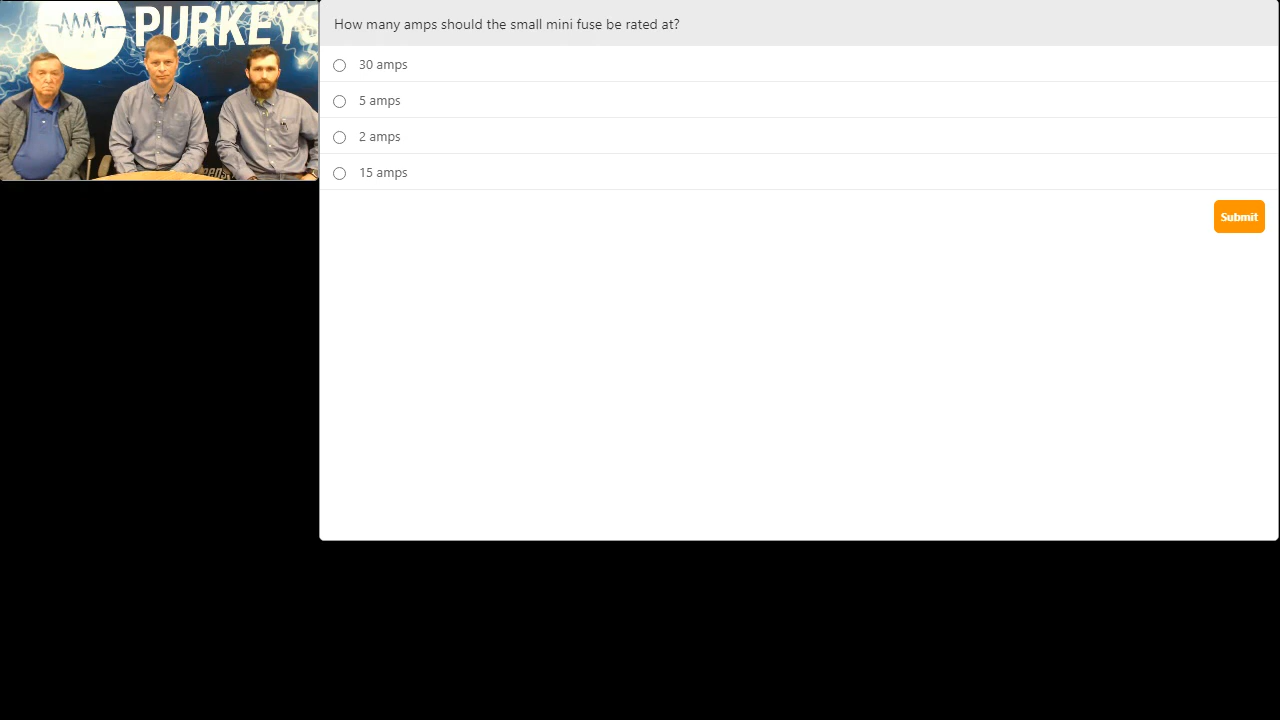 PURKEYS
How many amps should the small mini fuse be rated at?
30 amps
5 amps
2 amps
15 amps
Submit